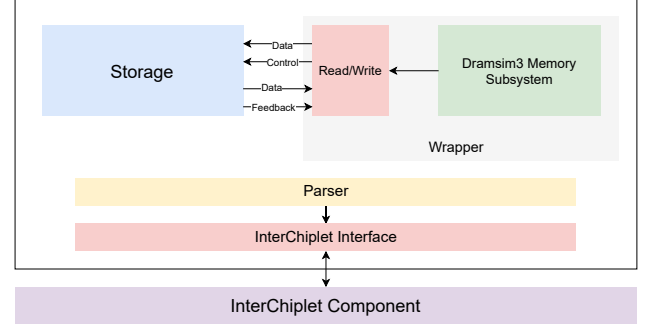 Storage
Data
Control
Data
Feedback
Read/Write
Dramsim3 Memory
Subsystem
Wrapper
Parser
InterChiplet Interface
InterChiplet Component